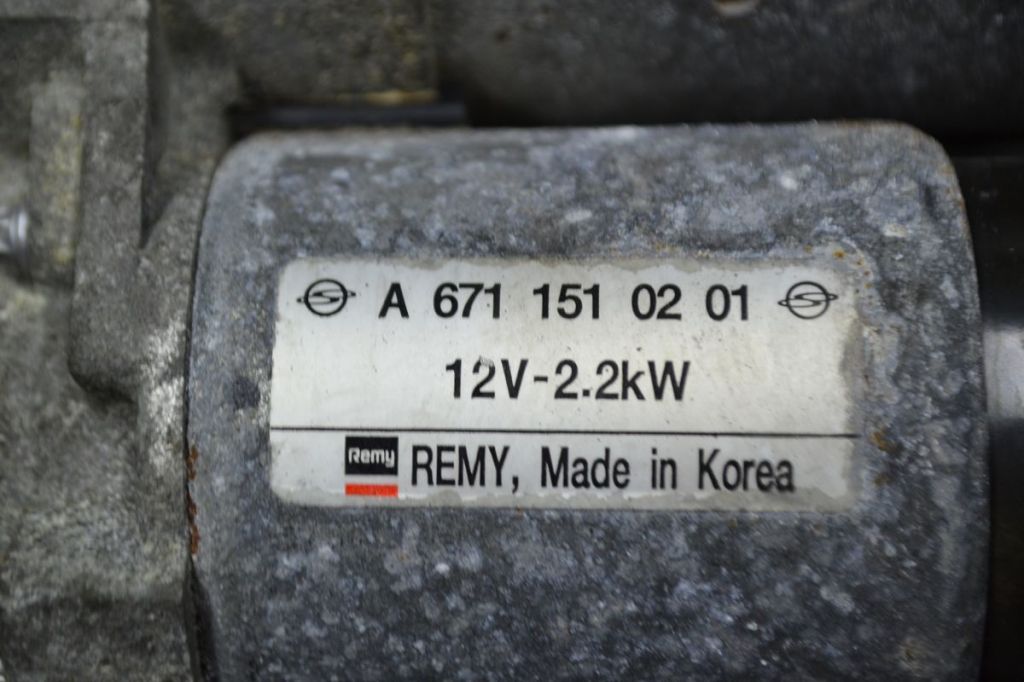 A 671 151 02 01
12V-2.2kW
Remy REMY, Made in Korea